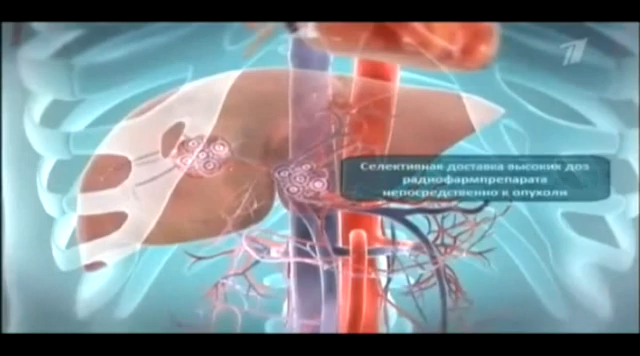 Селективная доставка высоких доз
радиофармпрепарата
непосредственно к опухоли